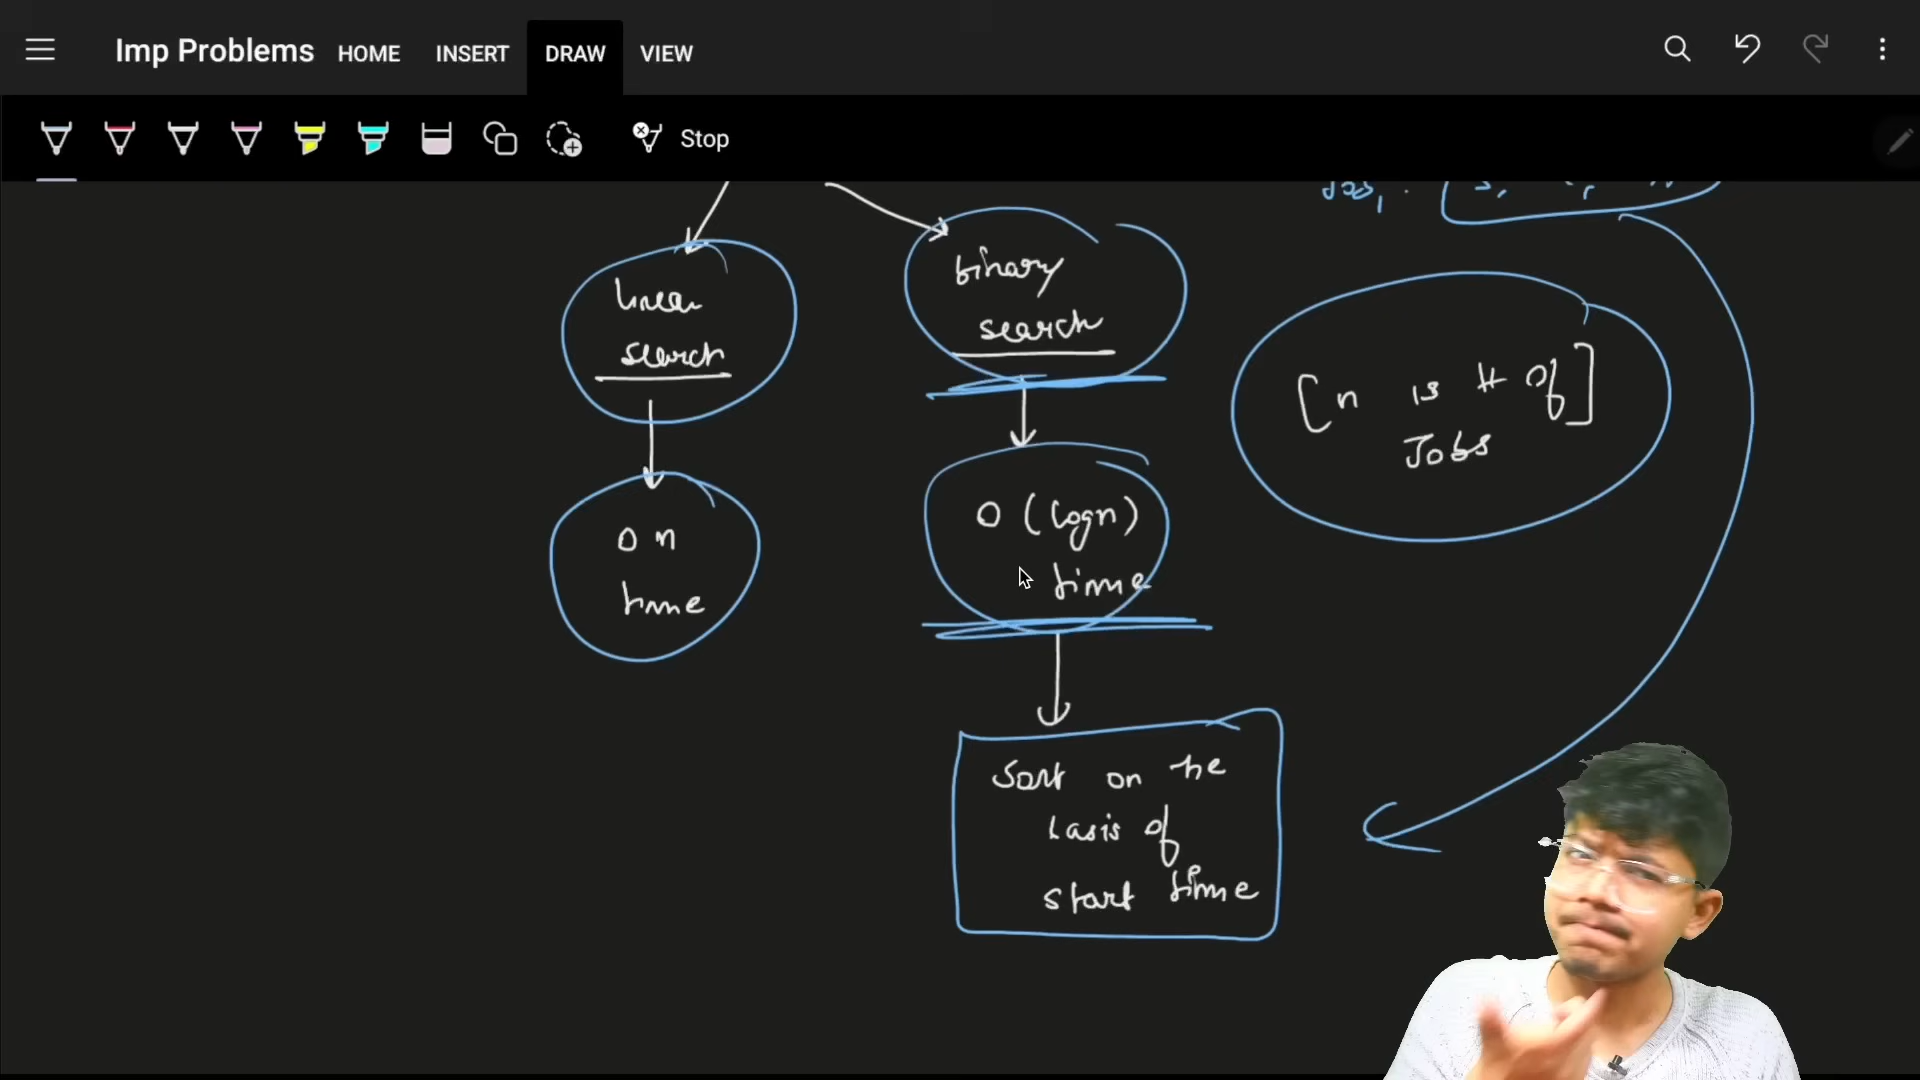 Imp Problems HOME INSERT DRAW VIEW
Stop
linear
search
binary
search
[n is # of]
Jobs
O n
time
O (logn)
time
Sort on the
basis of
start time